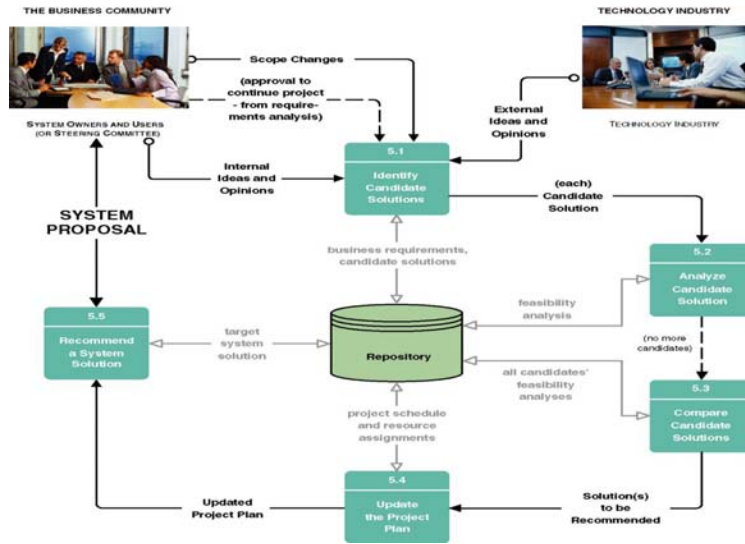 THE BUSINESS COMMUNITY
TECHNOLOGY INDUSTRY
Scope Changes
(approval to
continue project
- from require-
ments analysis)
External
Ideas and
Opinions
SYSTEM OWNERS AND USERS
(OR STEERING COMMITTEE)
TECHNOLOGY INDUSTRY
Internal
Ideas and
Opinions
5.1
Identify
Candidate
Solutions
(each)
Candidate
Solution
SYSTEM
PROPOSAL
business requirements,
candidate solutions
5.2
Analyze
Candidate
Solution
feasibility
analysis
5.5
Recommend
a System
Solution
target
system
solution
Repository
(no more
candidates)
all candidates'
feasibility
analyses
5.3
Compare
Candidate
Solutions
project schedule
and resource
assignments
5.4
Update
the Project
Plan
Updated
Project Plan
Solution(s)
to be
Recommended